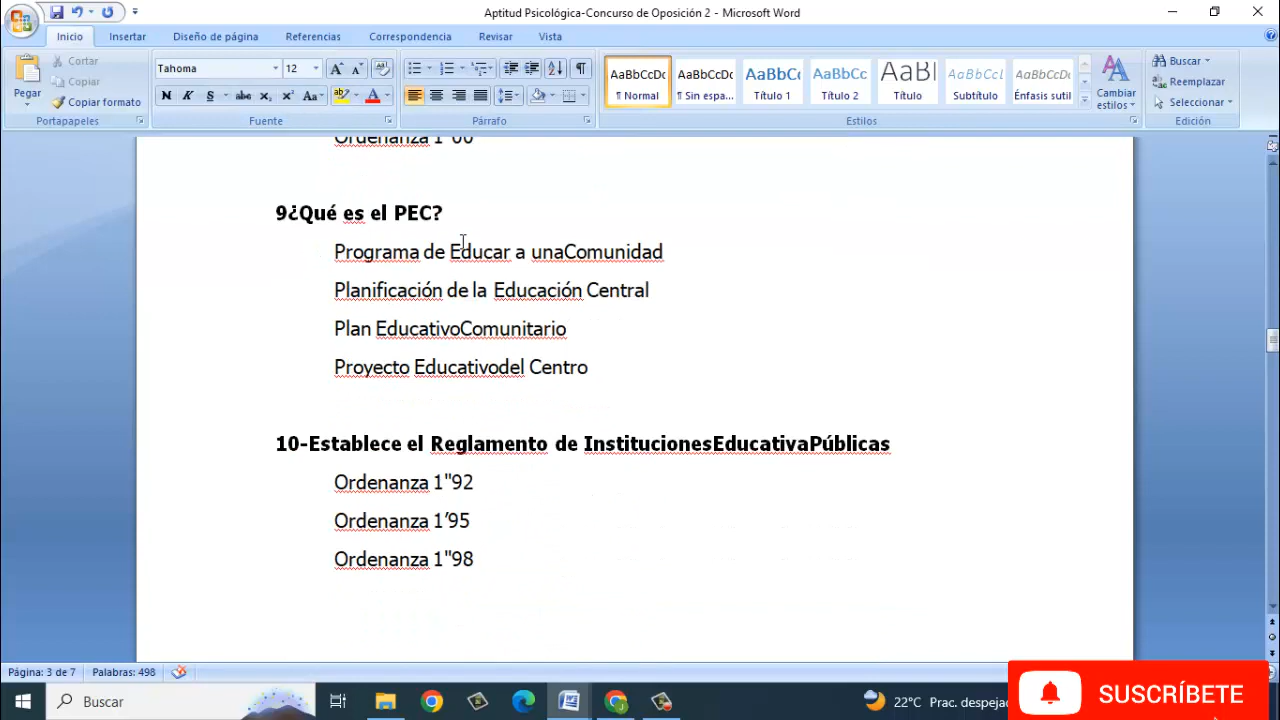 Aptitud Psicológica-Concurso de Oposición 2 - Microsoft Word
Inicio Insertar Diseño de página Referencias Correspondencia Revisar Vista
Pegar
Cortar
Copiar
Copiar formato
Portapapeles
Tahoma 12
Fuente
Párrafo
AaBbCcDc AaBbCcDc AaBbCc AaBbCc AaBl AaBbCcl AaBbCcDc
¶ Normal ¶ Sin espa... Título 1 Título 2 Título Subtítulo Énfasis sutil
Cambiar estilos
Estilos
Buscar
Reemplazar
Seleccionar
Edición
Ordenanza 1"00
9¿Qué es el PEC?
Programa de Educar a unaComunidad
Planificación de la Educación Central
Plan EducativoComunitario
Proyecto Educativodel Centro
10-Establece el Reglamento de InstitucionesEducativaPúblicas
Ordenanza 1"92
Ordenanza 1’95
Ordenanza 1"98
Página: 3 de 7 Palabras: 498
Buscar
22°C Prac. despejado
SUSCRÍBETE